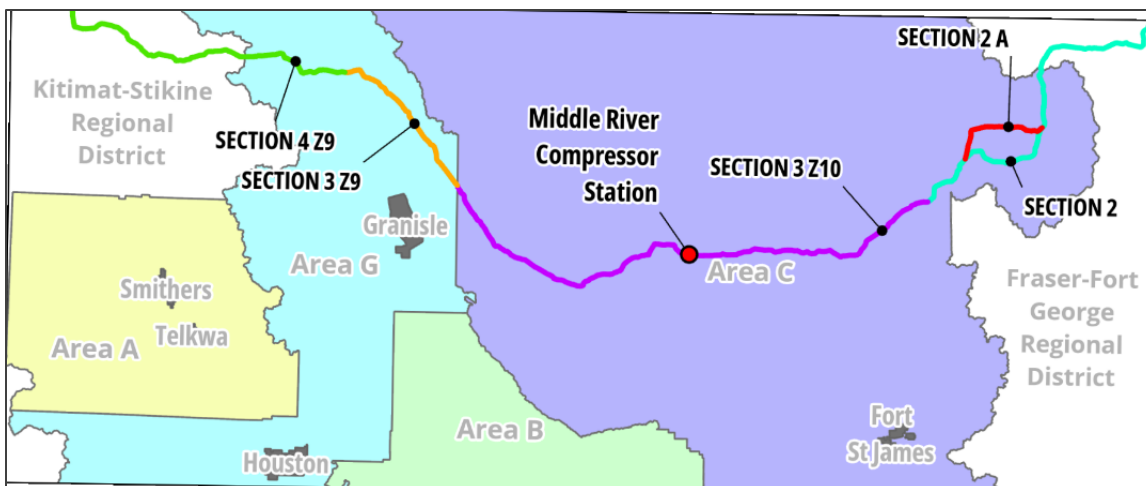 SECTION 2 A
Kitimat-Stikine
Regional
District
SECTION 4 Z9
SECTION 3 Z9
Middle River
Compressor
Station
SECTION 3 Z10
SECTION 2
Granisle
Area G
Area C
Smithers
Telkwa
Area A
Fraser-Fort
George
Regional
District
Area B
Houston
Fort
St James